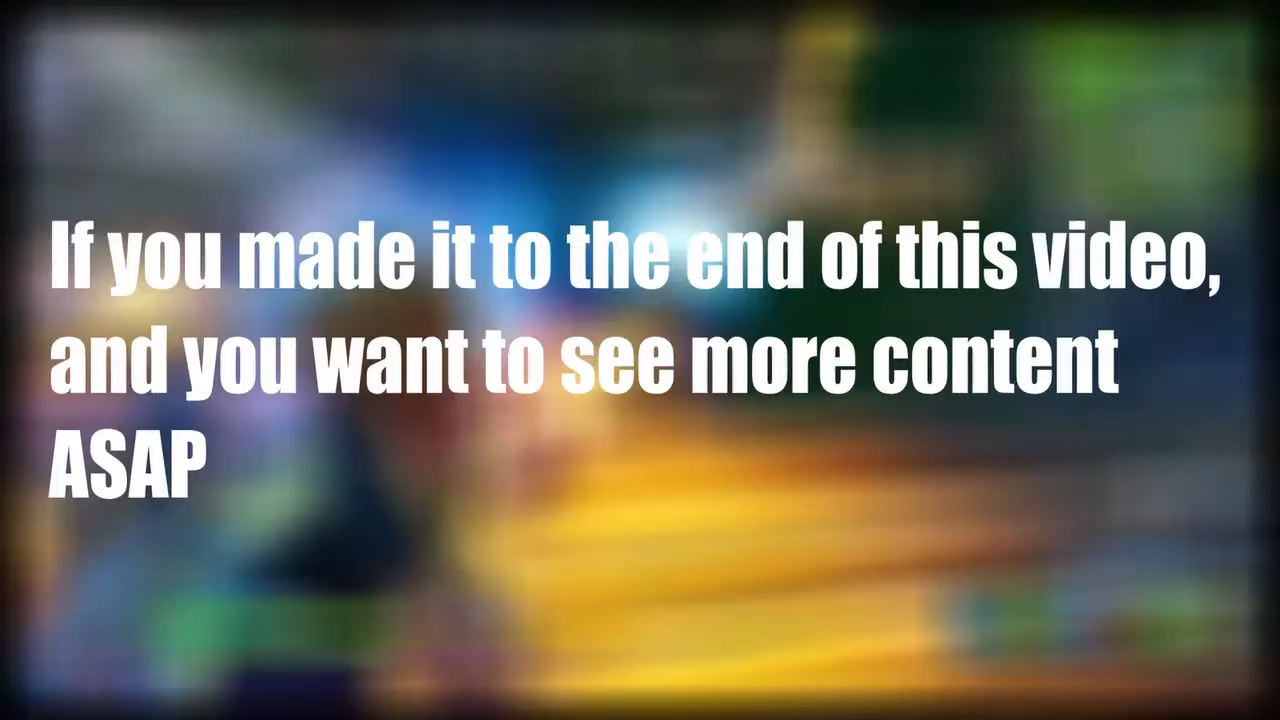 If you made it to the end of this video,
and you want to see more content
ASAP